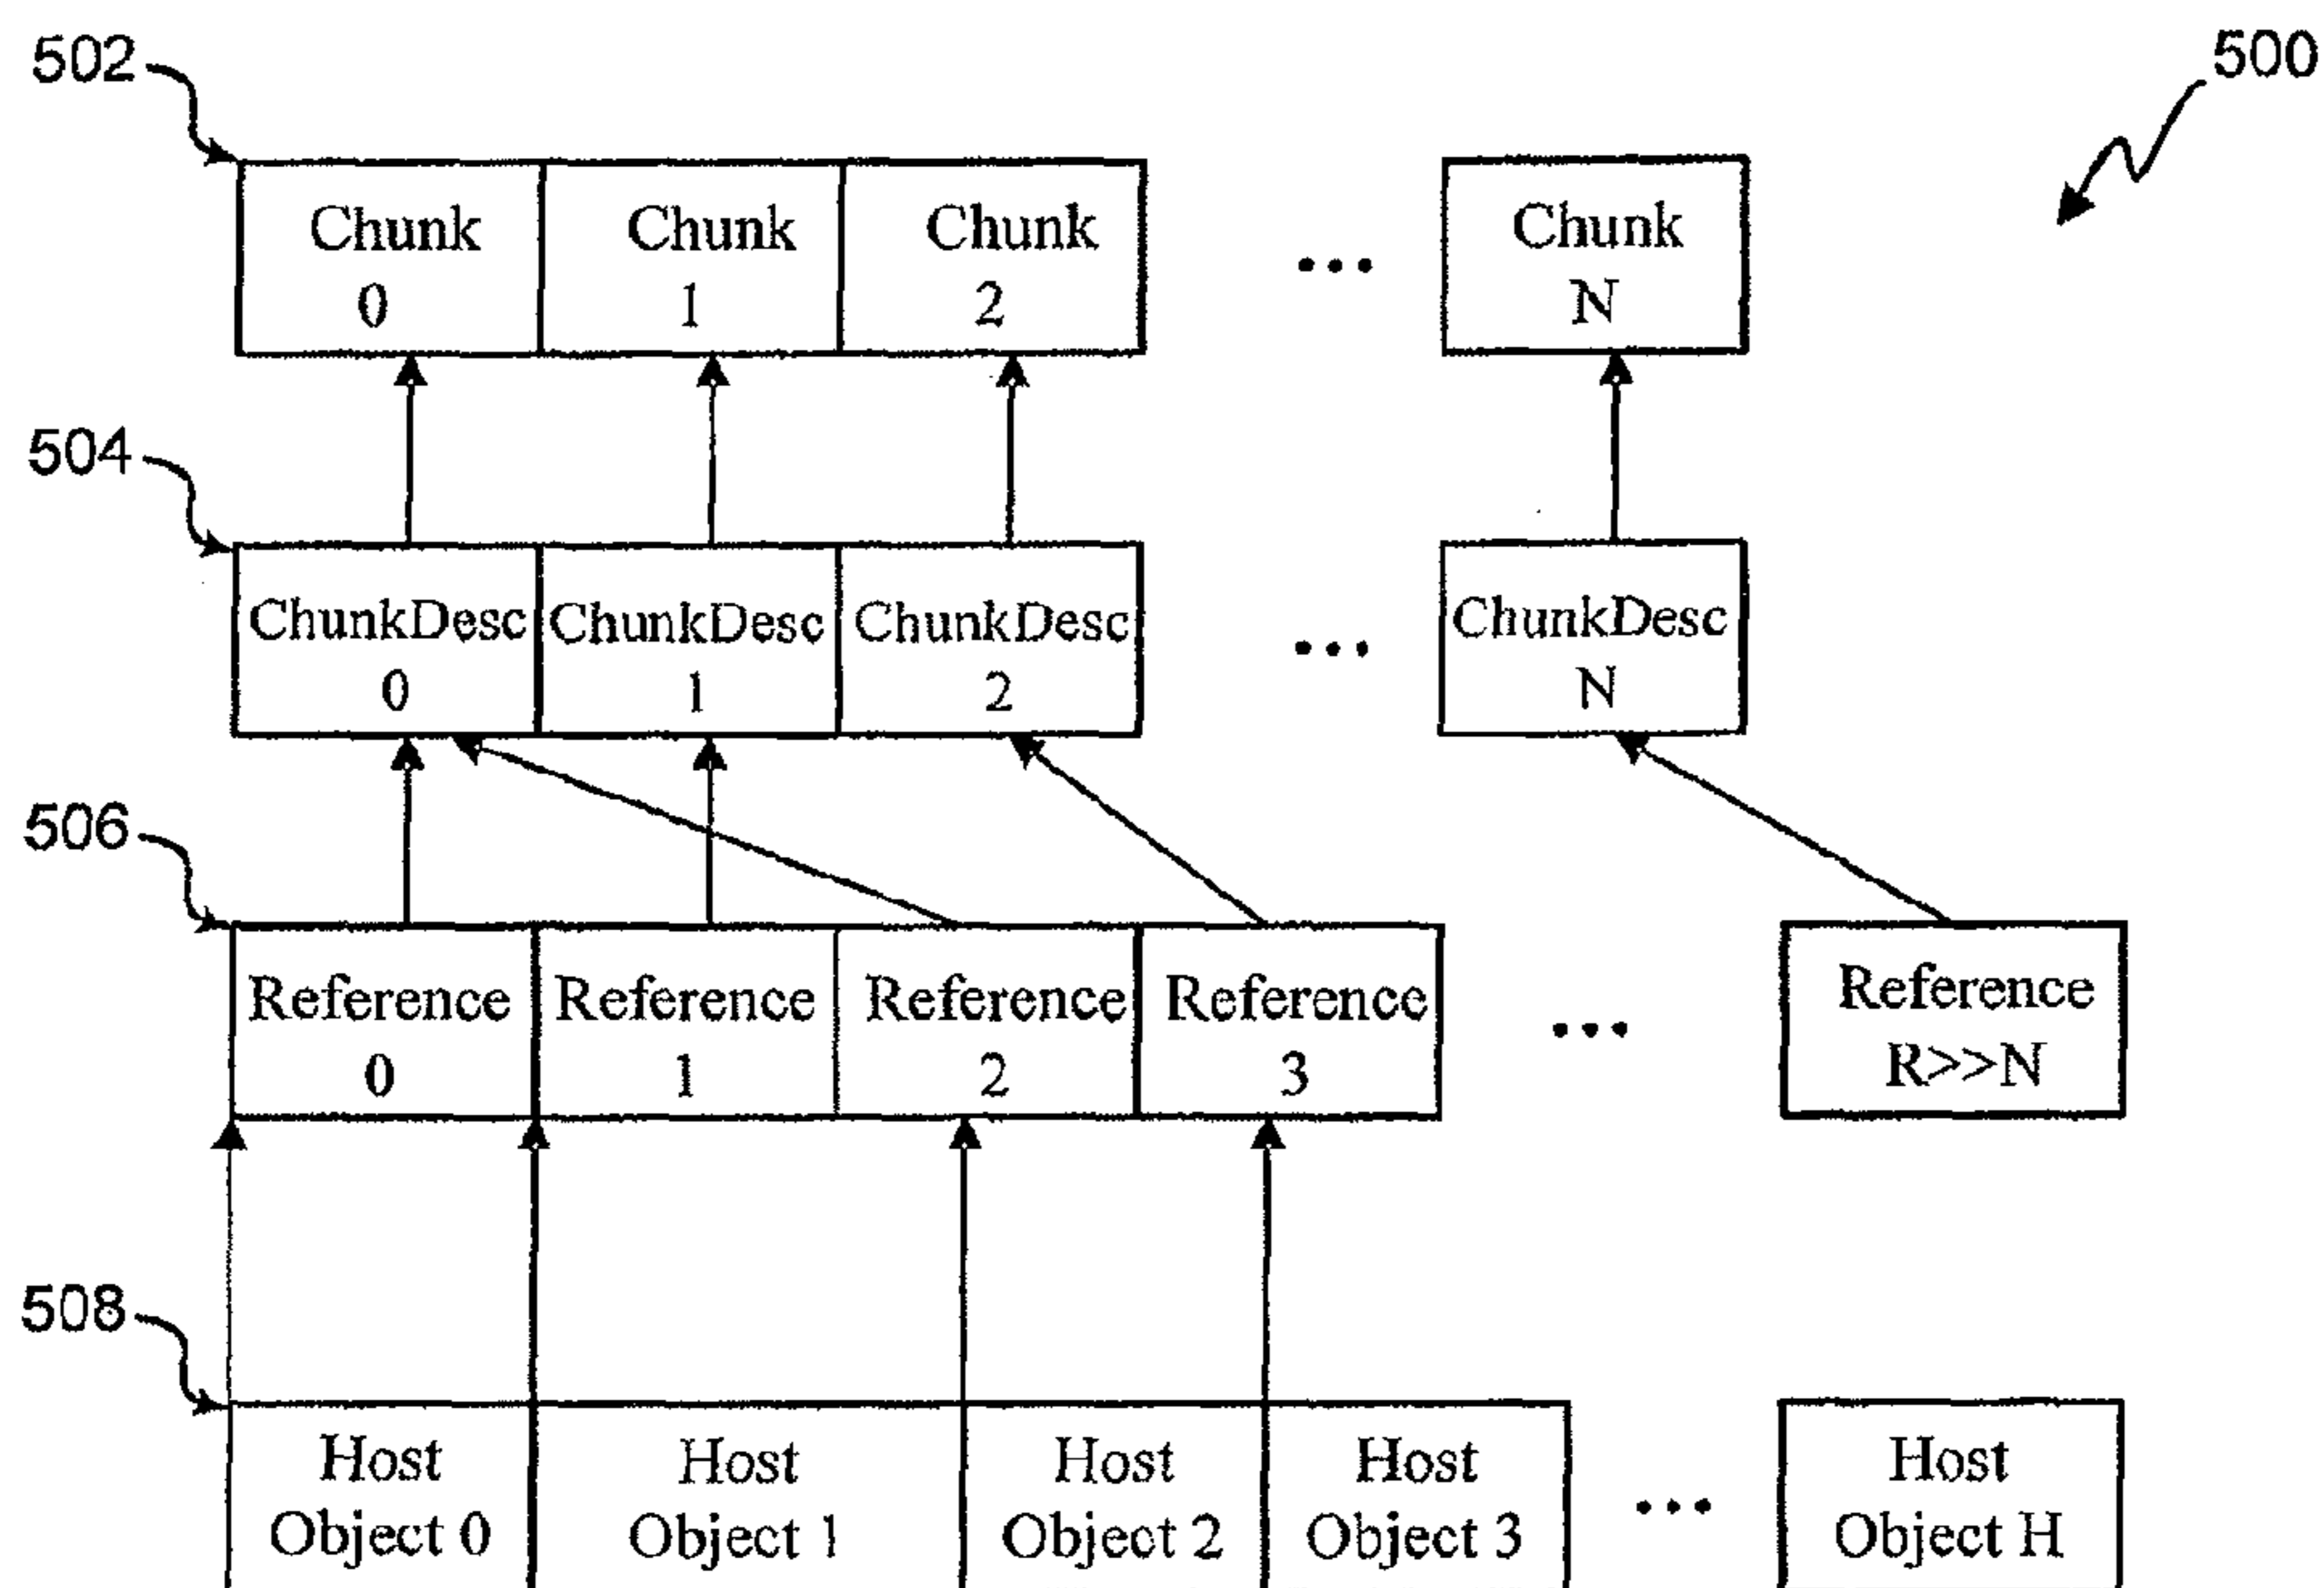 502
500
Chunk
0
Chunk
1
Chunk
2
...
Chunk
N
504
ChunkDesc
0
ChunkDesc
1
ChunkDesc
2
...
ChunkDesc
N
506
Reference
0
Reference
1
Reference
2
Reference
3
...
Reference
R>>N
508
Host
Object 0
Host
Object 1
Host
Object 2
Host
Object 3
...
Host
Object H